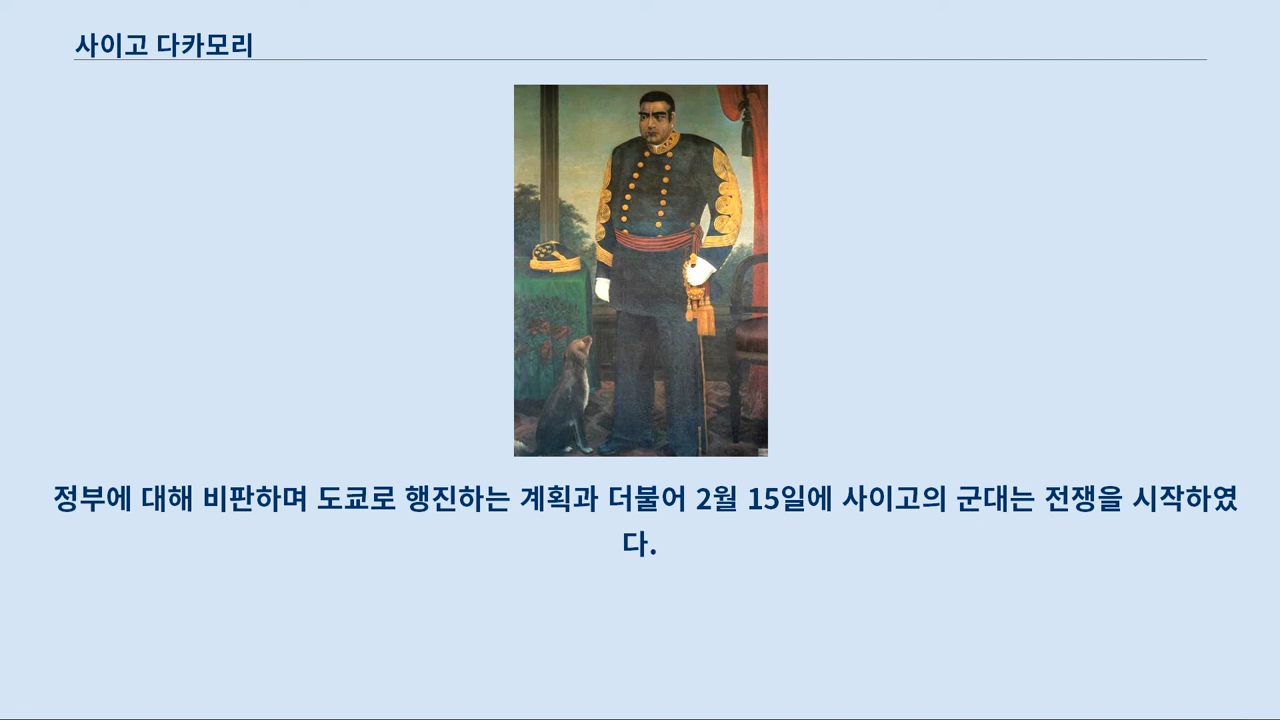 사이고 다카모리
정부에 대해 비판하며 도쿄로 행진하는 계획과 더불어 2월 15일에 사이고의 군대는 전쟁을 시작하였
다.